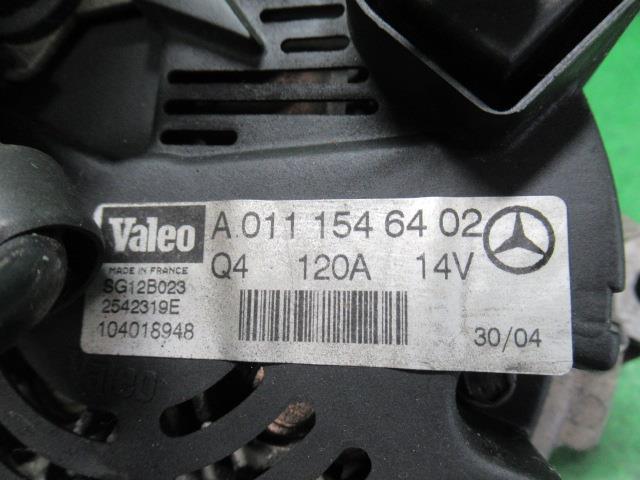 Valeo A 011 154 64 02
MADE IN FRANCE
Q4 120A 14V
SG12B023
2542319E
104018948
30/04